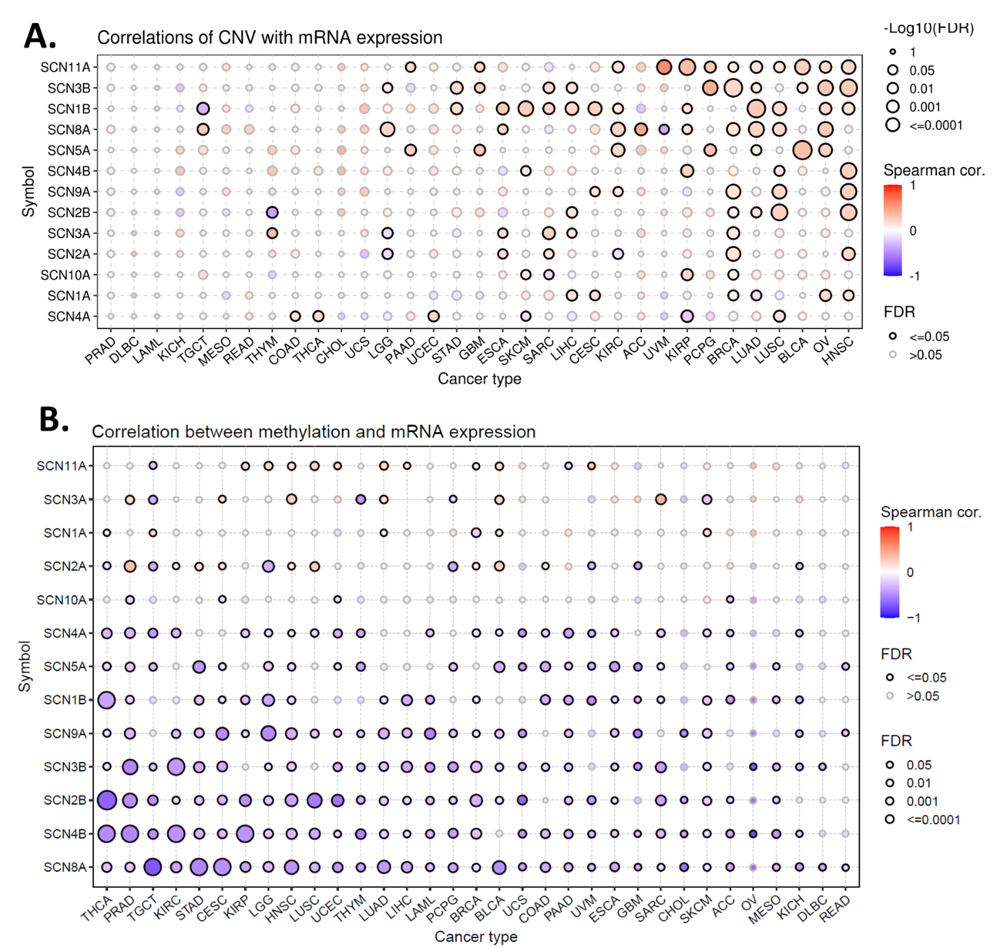 A.
Correlations of CNV with mRNA expression
Symbol
SCN11A
SCN3B
SCN1B
SCN8A
SCN5A
SCN4B
SCN9A
SCN2B
SCN3A
SCN2A
SCN10A
SCN1A
SCN4A
PRAD DLBC LAML KICH TGCT MESO READ THYM COAD THCA CHOL UCS LGG PAAD UCEC STAD GBM ESCA SKCM SARC LIHC CESC KIRC ACC UVM KIRP PCPG BRCA LUAD LUSC BLCA OV HNSC
Cancer type
-Log10(FDR)
1
0.05
0.01
0.001
<=0.0001
Spearman cor.
1
0
-1
FDR
<=0.05
>0.05
B.
Correlation between methylation and mRNA expression
Symbol
SCN11A
SCN3A
SCN1A
SCN2A
SCN10A
SCN4A
SCN5A
SCN1B
SCN9A
SCN3B
SCN2B
SCN4B
SCN8A
THCA PRAD TGCT KIRC STAD CESC KIRP LGG HNSC LUSC UCEC THYM LUAD LIHC LAML PCPG BRCA BLCA UCS COAD PAAD UVM ESCA GBM SARC CHOL SKCM ACC OV MESO KICH DLBC READ
Cancer type
Spearman cor.
1
0
−1
FDR
<=0.05
>0.05
FDR
0.05
0.01
0.001
<=0.0001